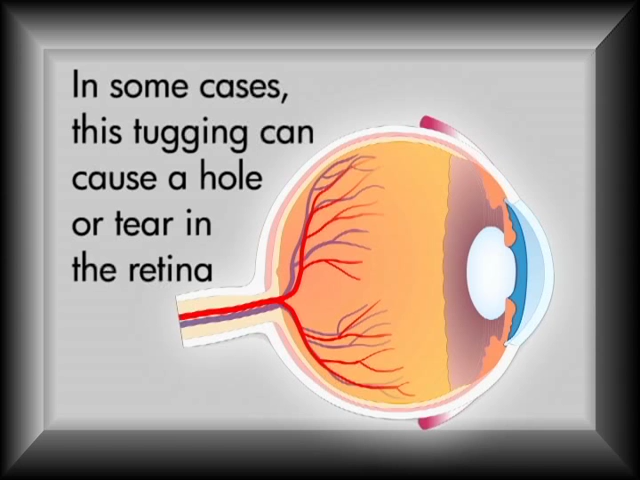 In some cases,
this tugging can
cause a hole
or tear in
the retina